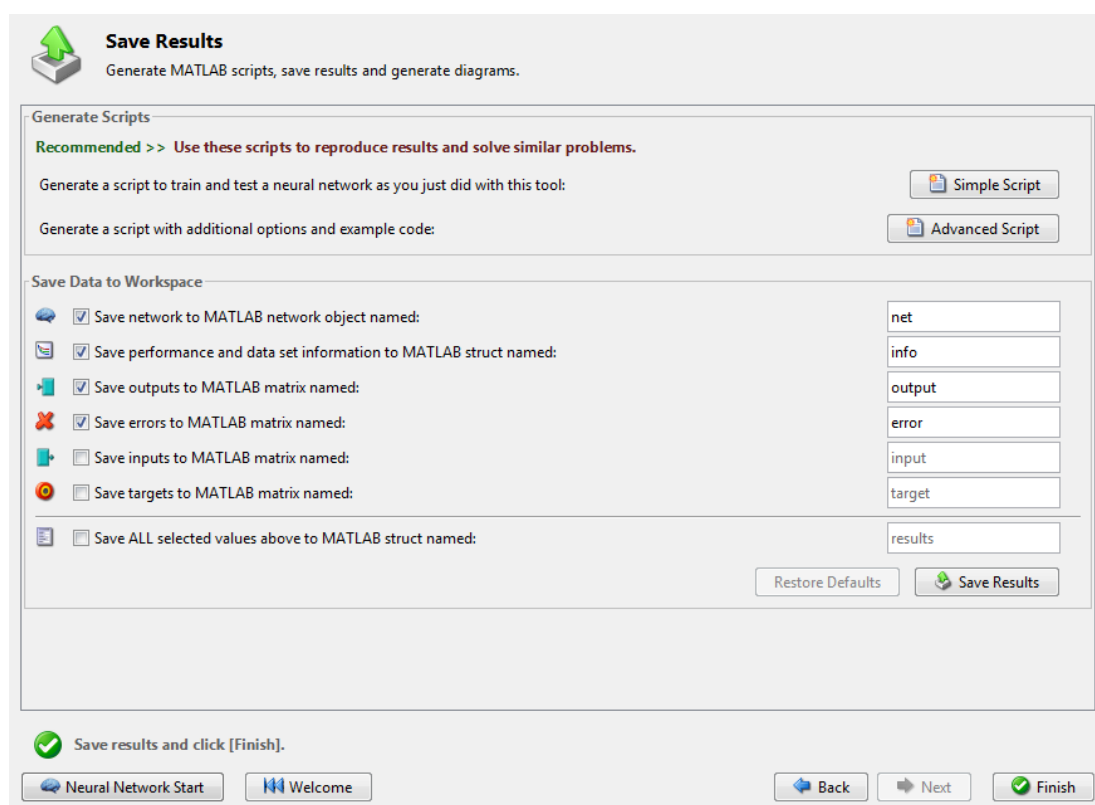 Save Results
Generate MATLAB scripts, save results and generate diagrams.
Generate Scripts
Recommended >> Use these scripts to reproduce results and solve similar problems.
Generate a script to train and test a neural network as you just did with this tool: Simple Script
Generate a script with additional options and example code: Advanced Script
Save Data to Workspace
Save network to MATLAB network object named: net
Save performance and data set information to MATLAB struct named: info
Save outputs to MATLAB matrix named: output
Save errors to MATLAB matrix named: error
Save inputs to MATLAB matrix named: input
Save targets to MATLAB matrix named: target
Save ALL selected values above to MATLAB struct named: results
Restore Defaults Save Results
Save results and click [Finish].
Neural Network Start Welcome Back Next Finish